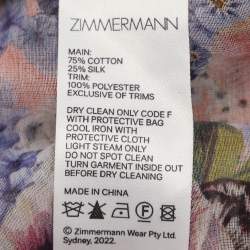 ZIMMERMANN
MAIN:
75% COTTON
25% SILK
TRIM:
100% POLYESTER
EXCLUSIVE OF TRIMS
DRY CLEAN ONLY CODE F
WITH PROTECTIVE BAG
COOL IRON WITH
PROTECTIVE CLOTH
LIGHT STEAM ONLY
DO NOT SPOT CLEAN
TURN GARMENT INSIDE OUT
BEFORE DRY CLEANING
MADE IN CHINA
F
© Zimmermann Wear Pty Ltd.
Sydney, 2022.